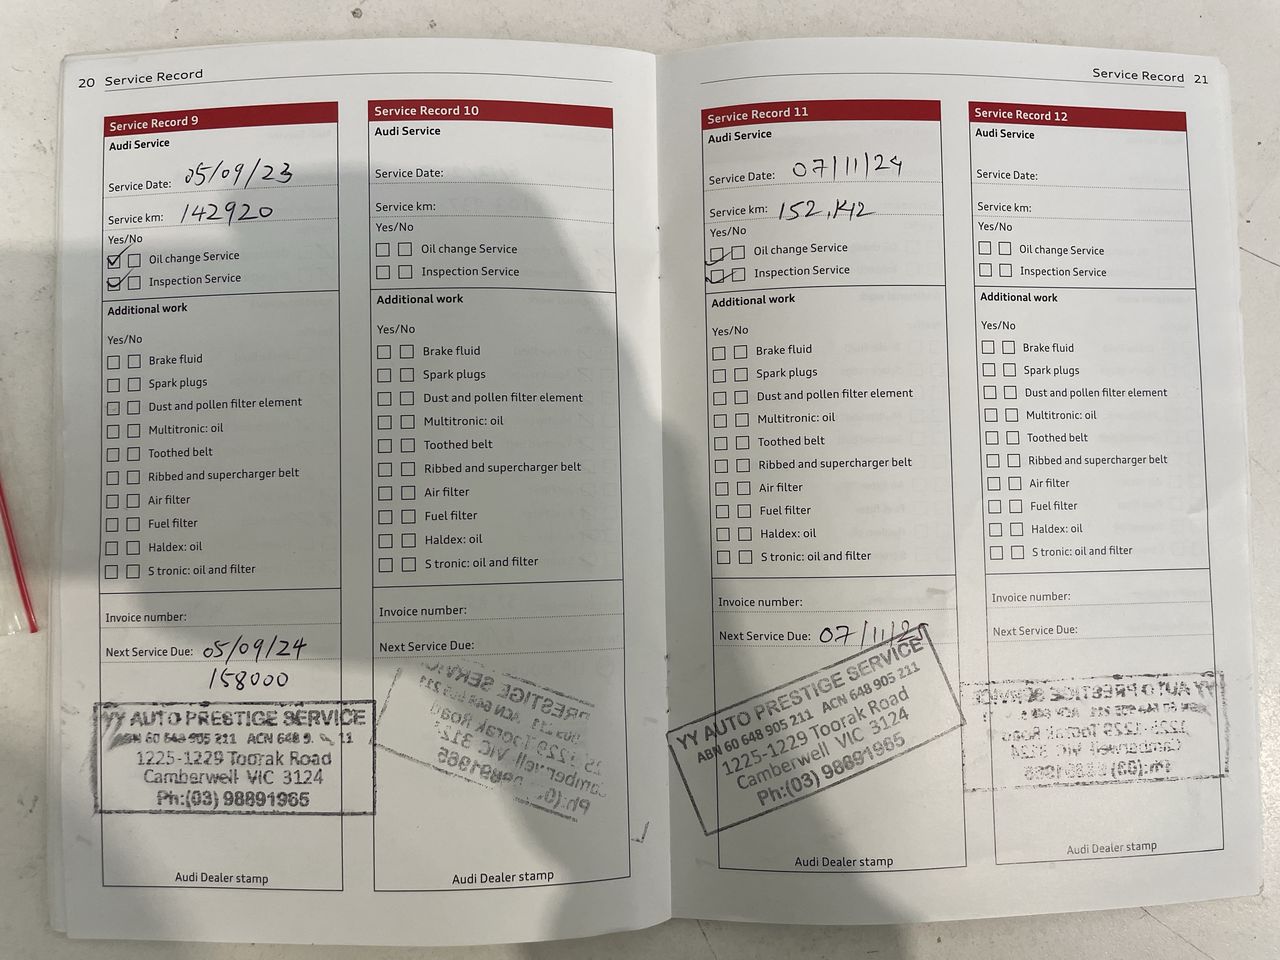 20 Service Record
Service Record 9
Audi Service
Service Date: 05/09/23
Service km: 142920
Yes/No
Oil change Service
Inspection Service
Additional work
Yes/No
Brake fluid
Spark plugs
Dust and pollen filter element
Multitronic: oil
Toothed belt
Ribbed and supercharger belt
Air filter
Fuel filter
Haldex: oil
S tronic: oil and filter
Invoice number:
Next Service Due: 05/09/24
158000
YY AUTO PRESTIGE SERVICE
ABN 60 648 905 211 ACN 648 9 11
1225-1229 Toorak Road
Camberwell VIC 3124
Ph:(03) 98891965
Audi Dealer stamp
Service Record 10
Audi Service
Service Date:
Service km:
Yes/No
Oil change Service
Inspection Service
Additional work
Yes/No
Brake fluid
Spark plugs
Dust and pollen filter element
Multitronic: oil
Toothed belt
Ribbed and supercharger belt
Air filter
Fuel filter
Haldex: oil
S tronic: oil and filter
Invoice number:
Next Service Due:
Audi Dealer stamp
Service Record 21
Service Record 11
Audi Service
Service Date: 07/11/24
Service km:
Yes/No
Oil change Service
Inspection Service
Additional work
Yes/No
Brake fluid
Spark plugs
Dust and pollen filter element
Multitronic: oil
Toothed belt
Ribbed and supercharger belt
Air filter
Fuel filter
Haldex: oil
S tronic: oil and filter
Invoice number:
Next Service Due: 07/11/25
YY AUTO PRESTIGE SERVICE
ABN 60 648 905 211 ACN 648 905 211
1225-1229 Toorak Road
Camberwell VIC 3124
Ph:(03) 98891965
Audi Dealer stamp
Service Record 12
Audi Service
Service Date:
Service km:
Yes/No
Oil change Service
Inspection Service
Additional work
Yes/No
Brake fluid
Spark plugs
Dust and pollen filter element
Multitronic: oil
Toothed belt
Ribbed and supercharger belt
Air filter
Fuel filter
Haldex: oil
S tronic: oil and filter
Invoice number:
Next Service Due:
Audi Dealer stamp